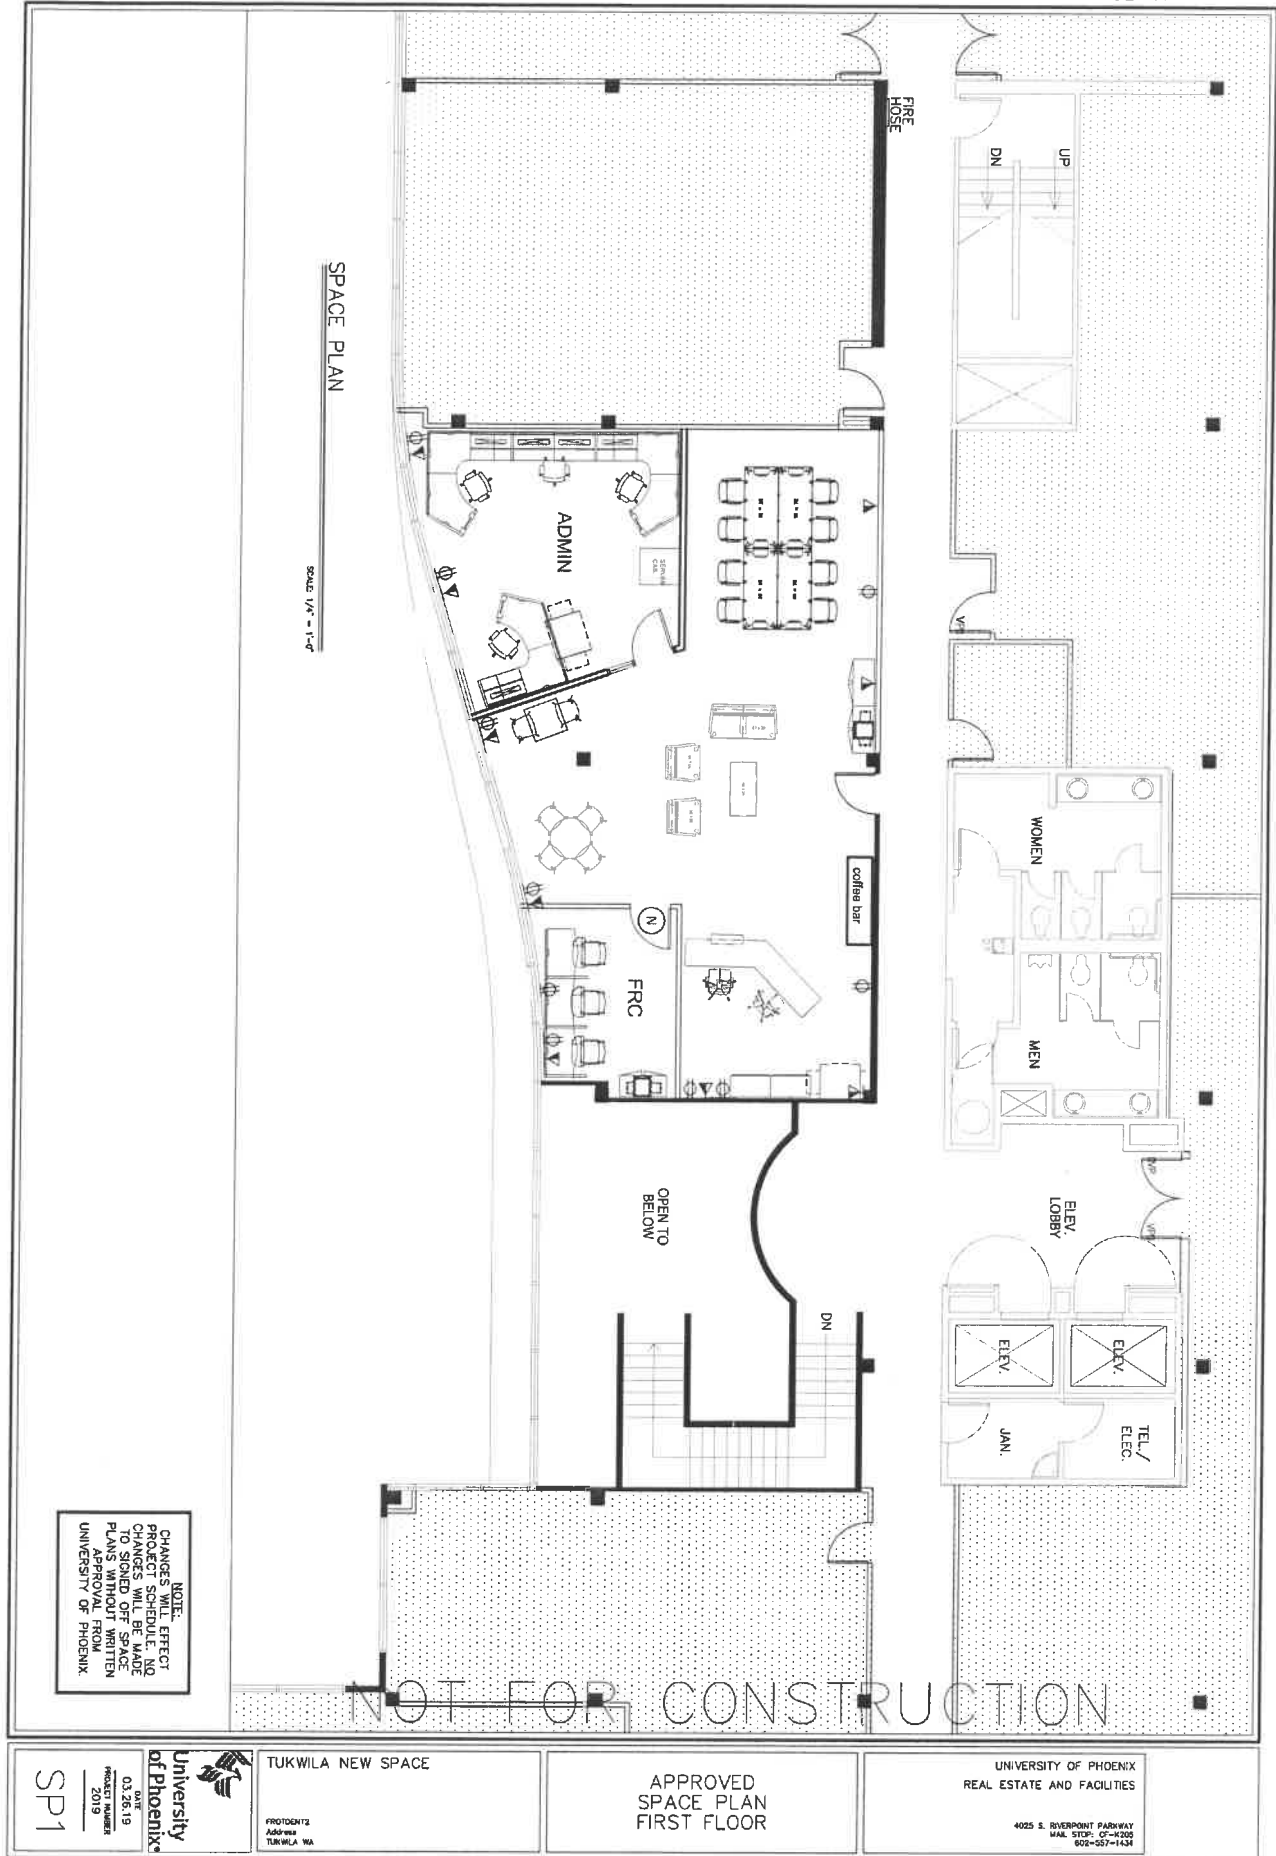 FIRE
HOSE
DN
UP
SPACE PLAN
SCALE: 1/4" = 1'-0"
ADMIN
WOMEN
coffee bar
N
FRC
MEN
OPEN TO
BELOW
ELEV.
LOBBY
DN
ELEV.
ELEV.
JAN.
TEL./
ELEC.
NOTE:
CHANGES WILL EFFECT
PROJECT SCHEDULE. NO
CHANGES WILL BE MADE
TO SIGNED OFF SPACE
PLANS WITHOUT WRITTEN
APPROVAL FROM
UNIVERSITY OF PHOENIX.
NOT FOR CONSTRUCTION
SP1
DATE
03.26.19
PROJECT NUMBER
2019
University
of Phoenix®
TUKWILA NEW SPACE
Address
TUKWILA WA
APPROVED
SPACE PLAN
FIRST FLOOR
UNIVERSITY OF PHOENIX
REAL ESTATE AND FACILITIES
4025 S. RIVERPOINT PARKWAY
MAIL STOP: CF-K205
602-557-1434